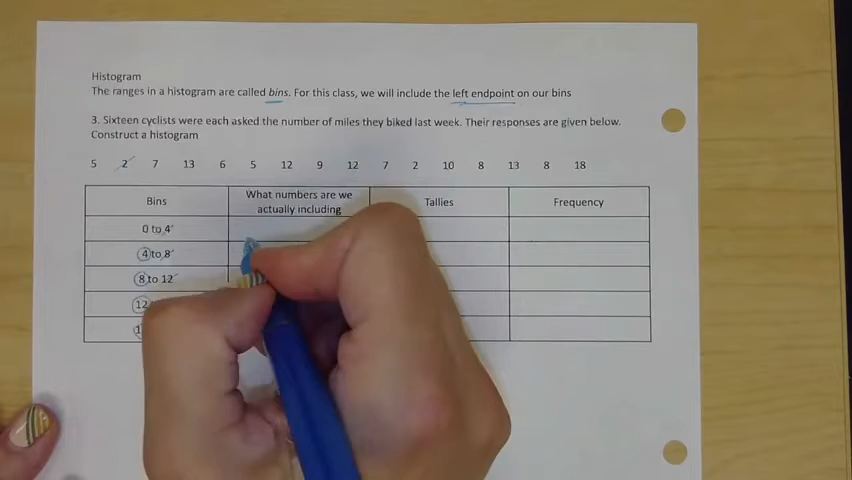 Histogram
The ranges in a histogram are called bins. For this class, we will include the left endpoint on our bins
3. Sixteen cyclists were each asked the number of miles they biked last week. Their responses are given below.
Construct a histogram
5 2 7 13 6 5 12 9 12 7 2 10 8 13 8 18
Bins What numbers are we actually including Tallies Frequency
0 to 4
4 to 8
8 to 12
12